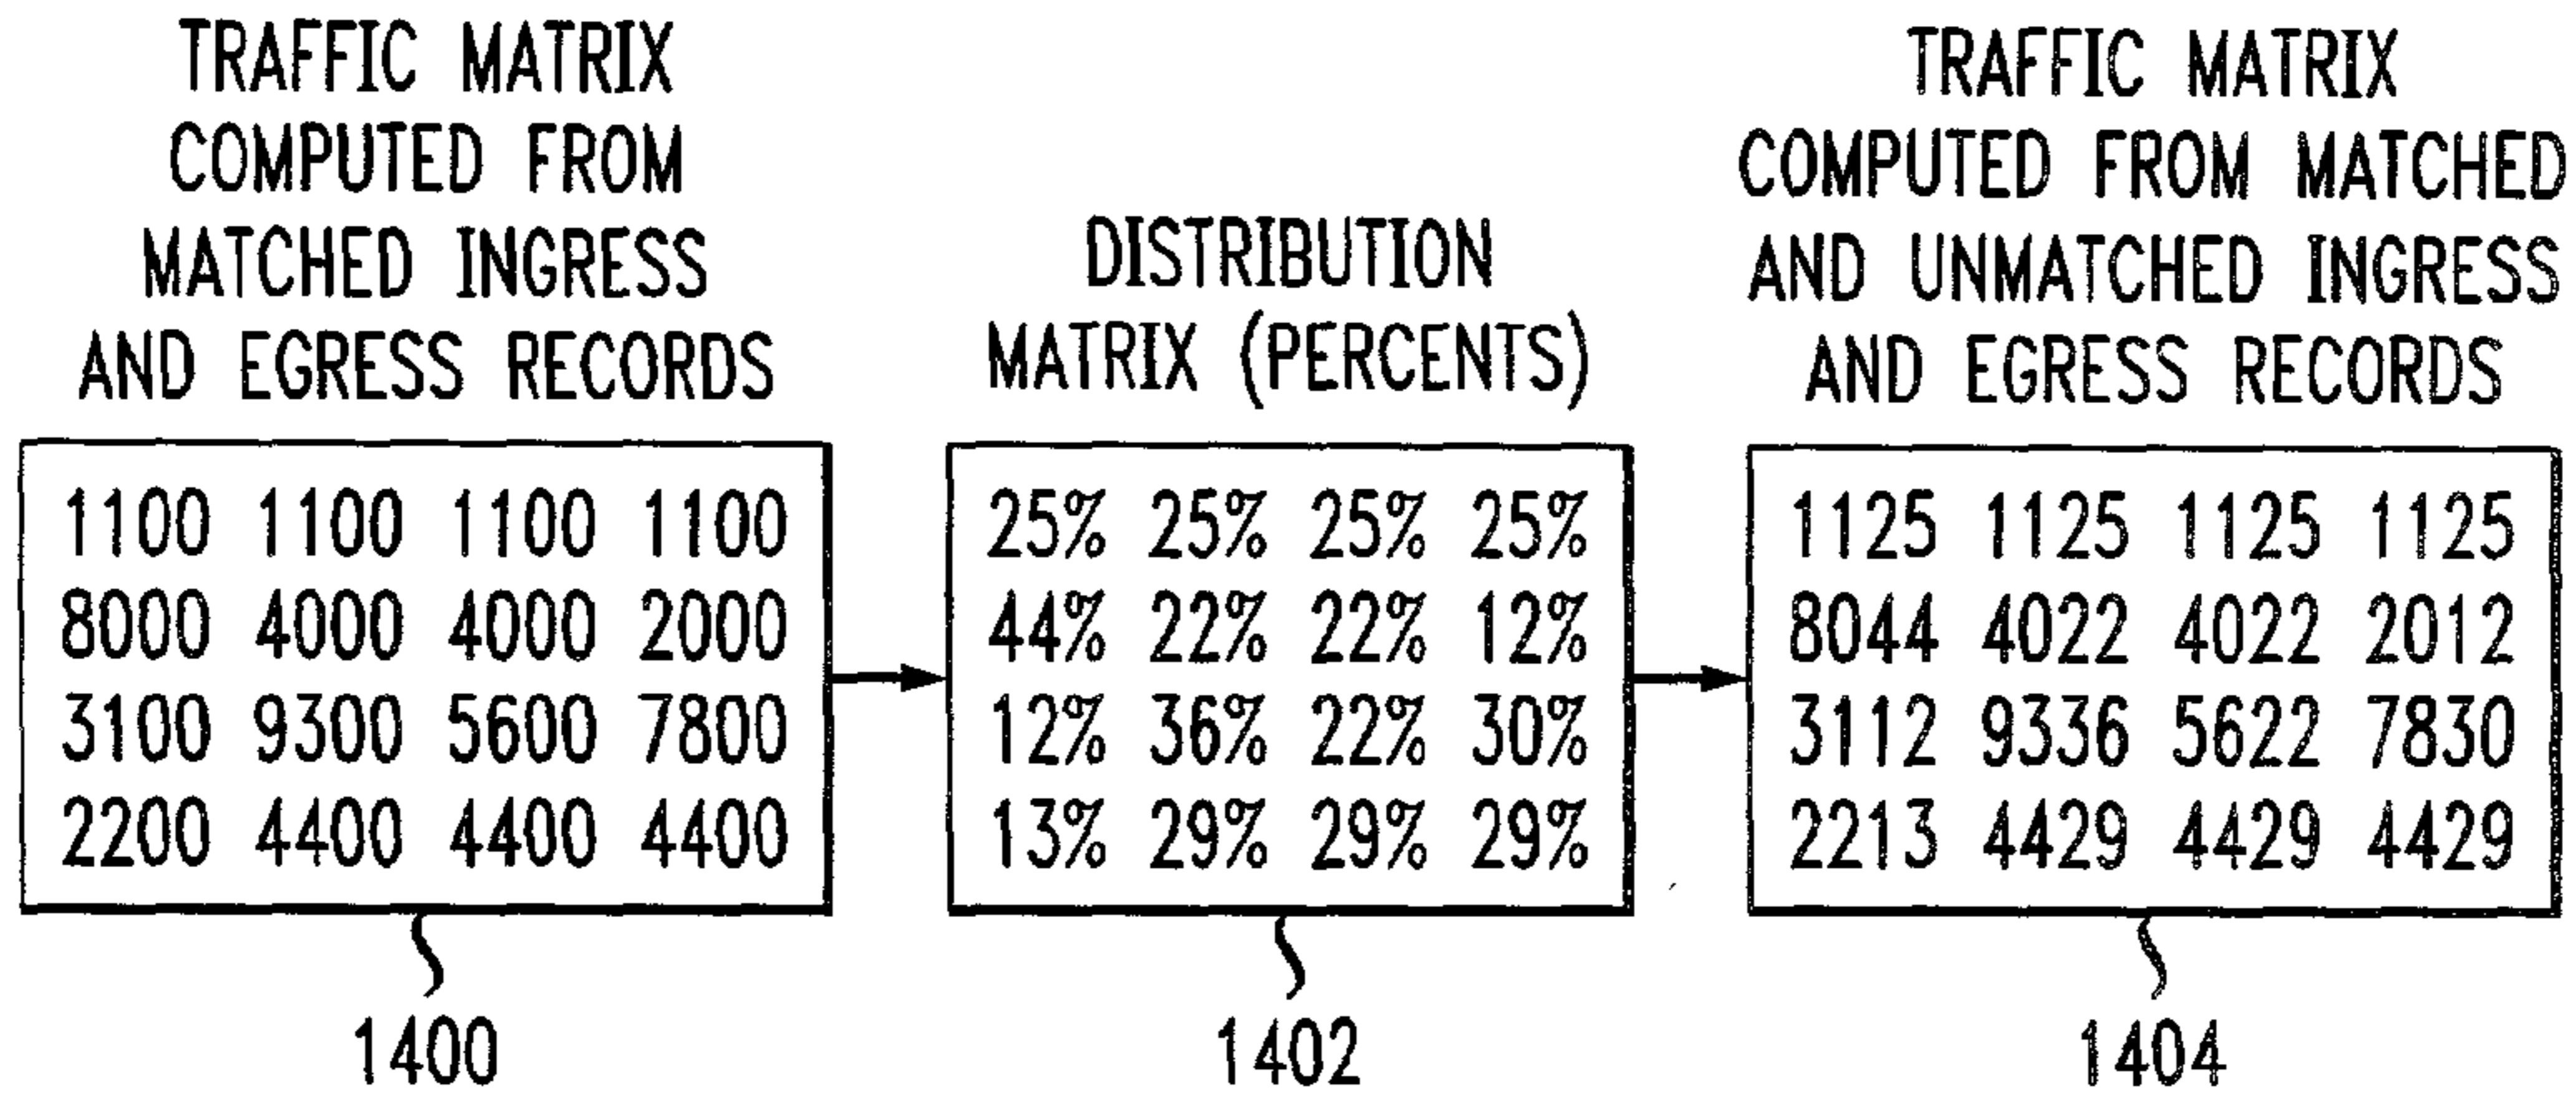 TRAFFIC MATRIX
COMPUTED FROM
MATCHED INGRESS
AND EGRESS RECORDS
1100 1100 1100 1100
8000 4000 4000 2000
3100 9300 5600 7800
2200 4400 4400 4400
1400
DISTRIBUTION
MATRIX (PERCENTS)
25% 25% 25% 25%
44% 22% 22% 12%
12% 36% 22% 30%
13% 29% 29% 29%
1402
TRAFFIC MATRIX
COMPUTED FROM MATCHED
AND UNMATCHED INGRESS
AND EGRESS RECORDS
1125 1125 1125 1125
8044 4022 4022 2012
3112 9336 5622 7830
2213 4429 4429 4429
1404